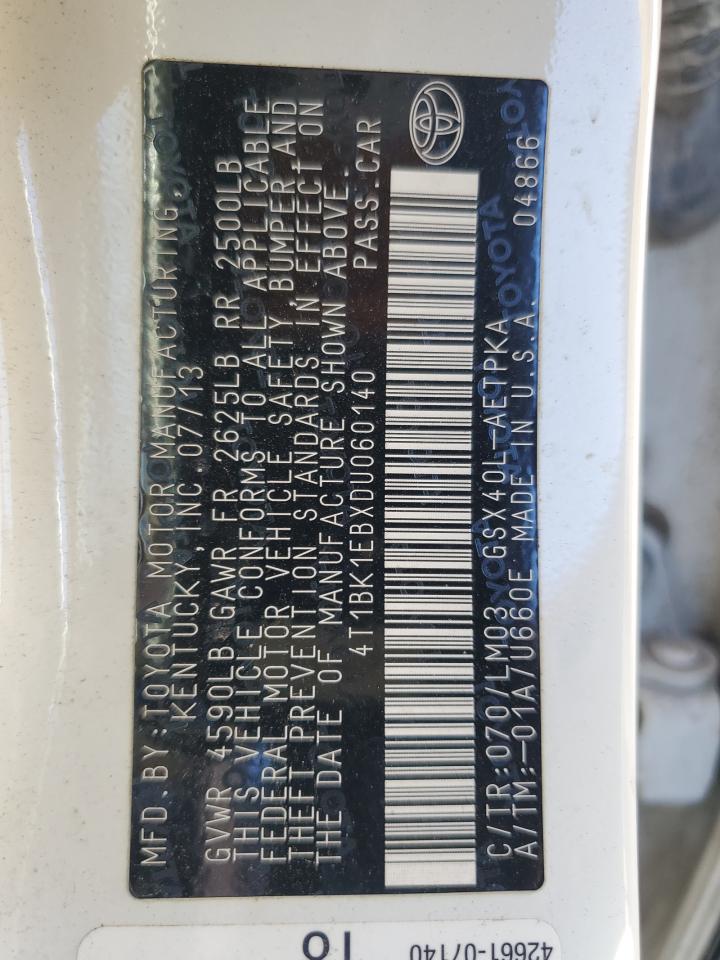 MFD.BY:TOYOTA MOTOR MANUFACTURING,
KENTUCKY, INC 07/13
GVWR 4590LB GAWR FR 2625LB RR 2500LB
THIS VEHICLE CONFORMS TO ALL APPLICABLE
FEDERAL MOTOR VEHICLE SAFETY, BUMPER AND
THEFT PREVENTION STANDARDS IN EFFECT ON
THE DATE OF MANUFACTURE SHOWN ABOVE.
4T1BK1EBXDU060140 PASS.CAR
C/TR:070/LM03 GSX40L-AETPKA
A/TM:-01A/U660E MADE IN U.S.A. 04866
42661-07140